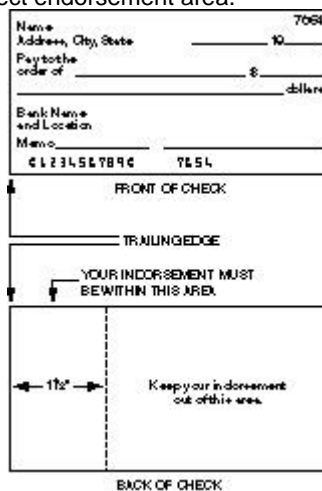 ect endorsement area.
Name 7654
Address, City, State 19
Pay to the
order of $
dollars
Bank Name
and Location
Memo
7654
FRONT OF CHECK
TRAILING EDGE
YOUR INDORSEMENT MUST
BE WITHIN THIS AREA
1½"
Keep your indorsement
out of this area.
BACK OF CHECK